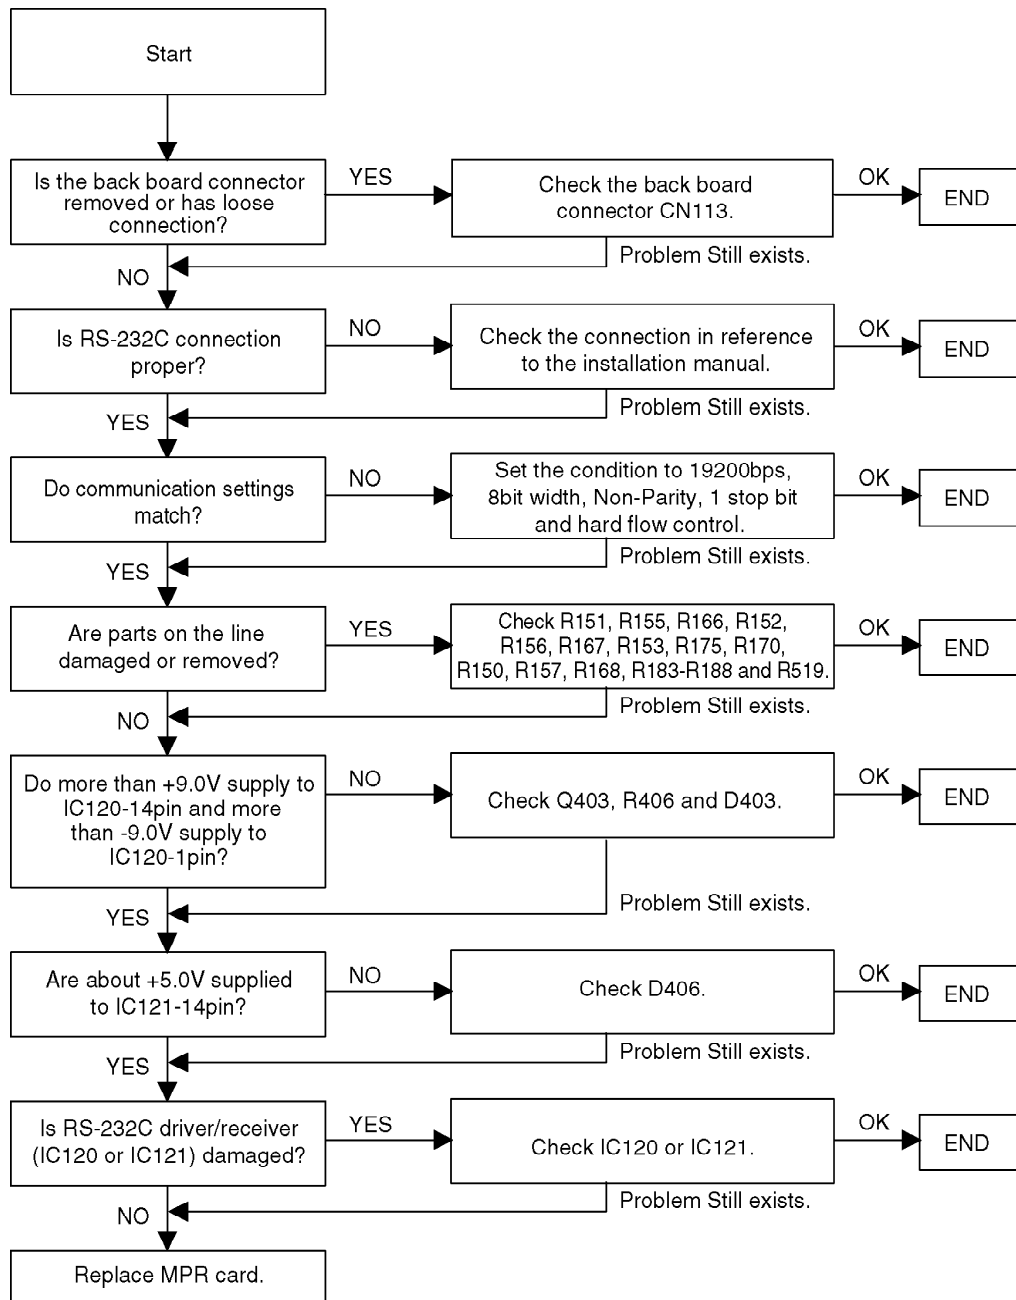 Start
Is the back board connector
removed or has loose
connection?
YES
Check the back board
connector CN113.
OK
END
Problem Still exists.
NO
Is RS-232C connection
proper?
NO
Check the connection in reference
to the installation manual.
OK
END
Problem Still exists.
YES
Do communication settings
match?
NO
Set the condition to 19200bps,
8bit width, Non-Parity, 1 stop bit
and hard flow control.
OK
END
Problem Still exists.
YES
Are parts on the line
damaged or removed?
YES
Check R151, R155, R166, R152,
R156, R167, R153, R175, R170,
R150, R157, R168, R183-R188 and R519.
OK
END
Problem Still exists.
NO
Do more than +9.0V supply to
IC120-14pin and more
than -9.0V supply to
IC120-1pin?
NO
Check Q403, R406 and D403.
OK
END
Problem Still exists.
YES
Are about +5.0V supplied
to IC121-14pin?
NO
Check D406.
OK
END
Problem Still exists.
YES
Is RS-232C driver/receiver
(IC120 or IC121) damaged?
YES
Check IC120 or IC121.
OK
END
Problem Still exists.
NO
Replace MPR card.